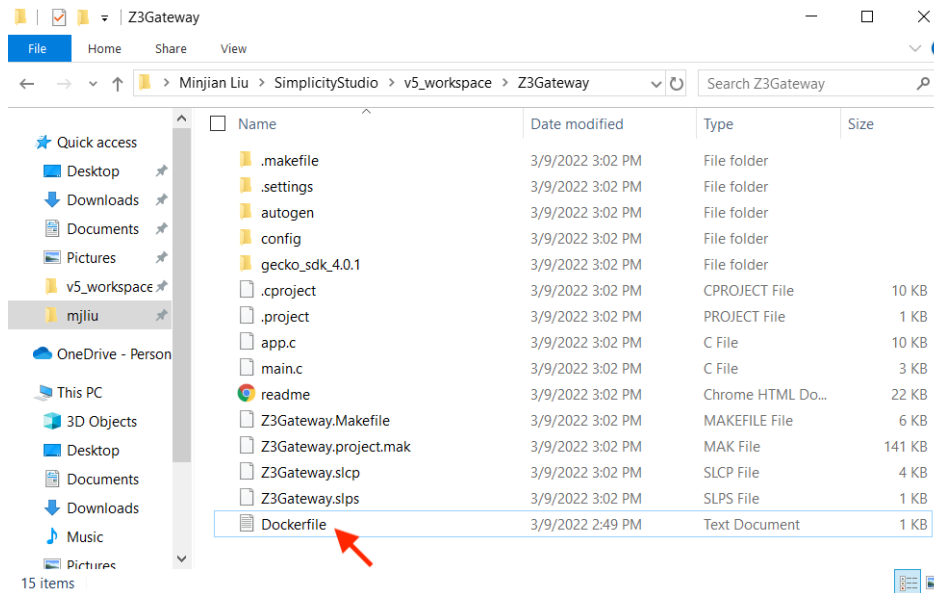 Z3Gateway
File Home Share View
Minjian Liu > SimplicityStudio > v5_workspace > Z3Gateway Search Z3Gateway
Name Date modified Type Size
Quick access
Desktop
Downloads
Documents
Pictures
v5_workspace
mjliu
OneDrive - Person
This PC
3D Objects
Desktop
Documents
Downloads
Music
Pictures
.makefile 3/9/2022 3:02 PM File folder
.settings 3/9/2022 3:02 PM File folder
autogen 3/9/2022 3:02 PM File folder
config 3/9/2022 3:02 PM File folder
gecko_sdk_4.0.1 3/9/2022 3:02 PM File folder
.cproject 3/9/2022 3:02 PM CPROJECT File 10 KB
.project 3/9/2022 3:02 PM PROJECT File 1 KB
app.c 3/9/2022 3:02 PM C File 10 KB
main.c 3/9/2022 3:02 PM C File 3 KB
readme 3/9/2022 3:02 PM Chrome HTML Do... 22 KB
Z3Gateway.Makefile 3/9/2022 3:02 PM MAKEFILE File 6 KB
Z3Gateway.project.mak 3/9/2022 3:02 PM MAK File 141 KB
Z3Gateway.slcp 3/9/2022 3:02 PM SLCP File 4 KB
Z3Gateway.slps 3/9/2022 3:02 PM SLPS File 1 KB
Dockerfile 3/9/2022 2:49 PM Text Document 1 KB
15 items